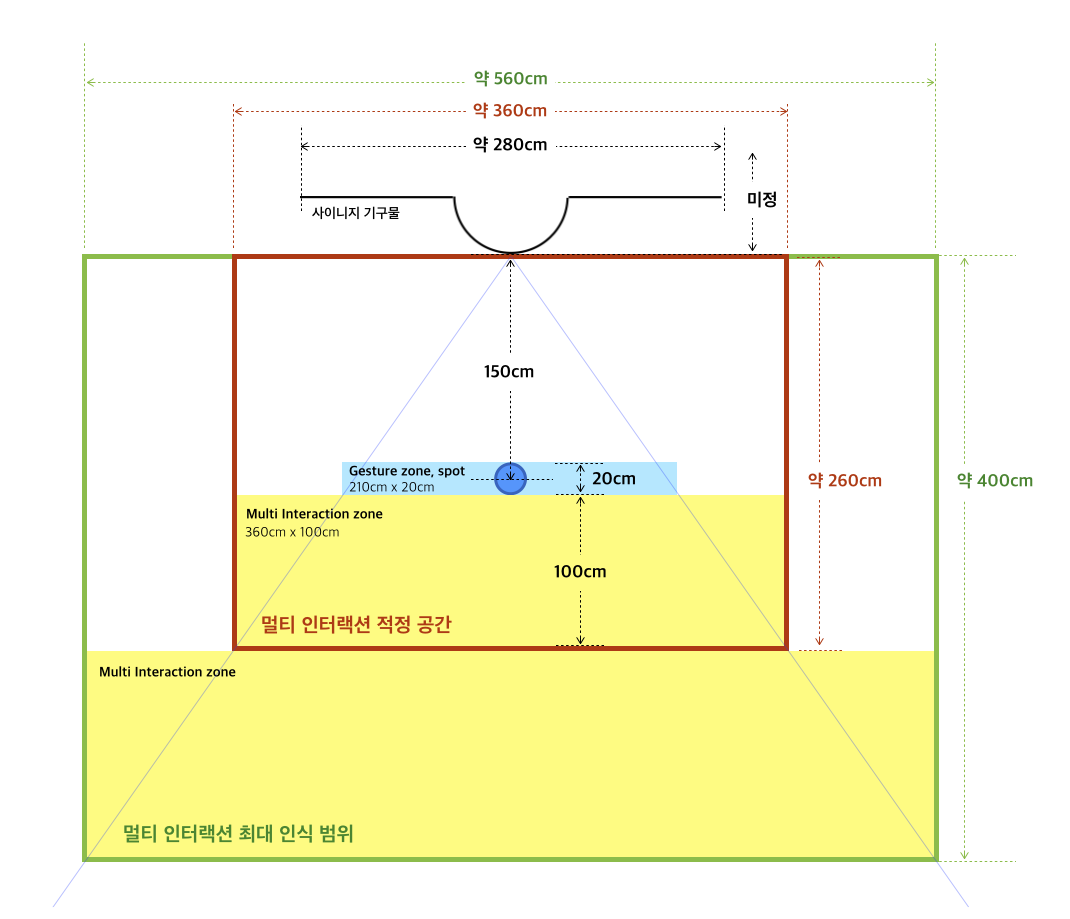 약 560cm
약 360cm
약 280cm
미정
사이니지 기구물
150cm
Gesture zone, spot
210cm x 20cm
20cm
약 260cm
약 400cm
Multi Interaction zone
360cm x 100cm
100cm
멀티 인터랙션 적정 공간
Multi Interaction zone
멀티 인터랙션 최대 인식 범위